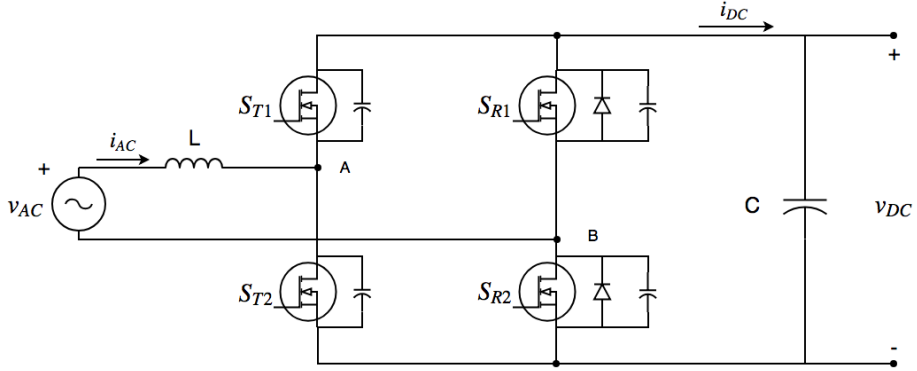 i_DC
+
S_T1
S_R1
L
i_AC
+
A
v_AC
C
v_DC
B
S_T2
S_R2
-